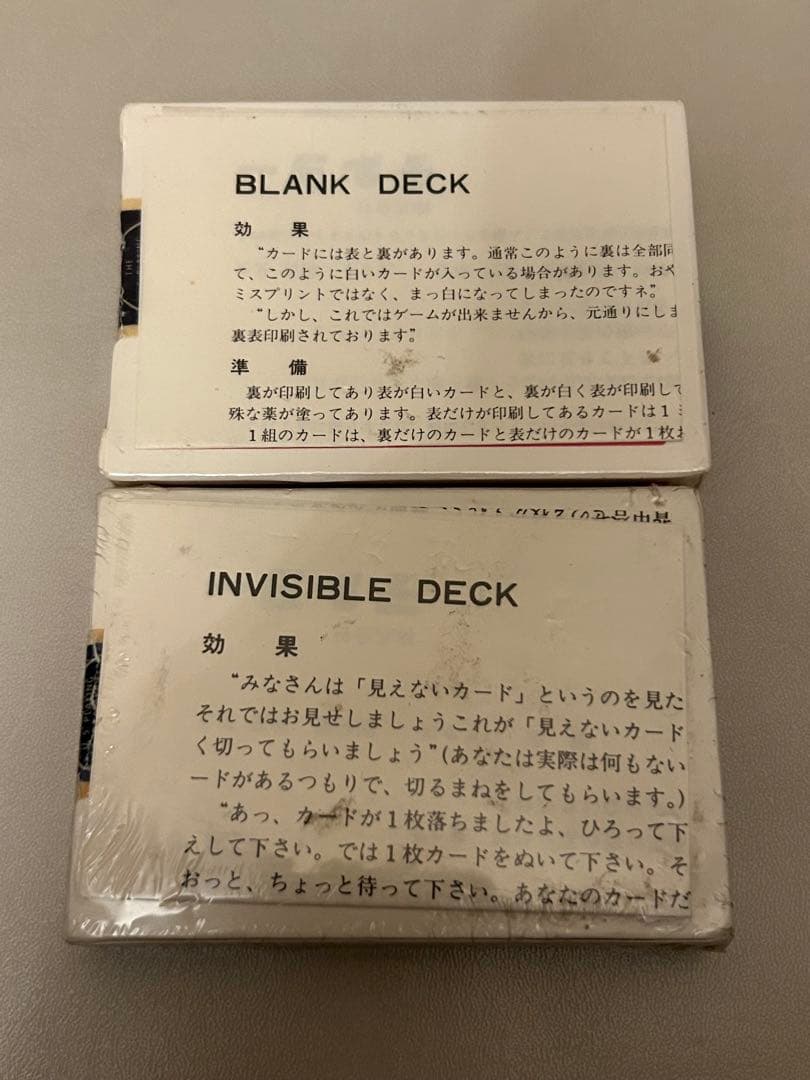 BLANK DECK
効 果
“カードには表と裏があります。通常このように裏は全部同
て、このように白いカードが入っている場合があります。おや
ミスプリントではなく、まっ白になってしまったのですネ”
“しかし、これではゲームが出来ませんから、元通りにしま
裏表印刷されております”
準 備
裏が印刷してあり表が白いカードと、裏が白く表が印刷して
殊な薬が塗ってあります。表だけが印刷してあるカードは1ミ
1組のカードは、裏だけのカードと表だけのカードが1枚お
INVISIBLE DECK
効 果
“みなさんは「見えないカード」というのを見た
それではお見せしましょうこれが「見えないカード
く切ってもらいましょう”(あなたは実際は何もない
ードがあるつもりで、切るまねをしてもらいます。)
“あっ、カードが1枚落ちましたよ、ひろって下
えして下さい。では1枚カードをぬいて下さい。そ
おっと、ちょっと待って下さい。あなたのカードだ